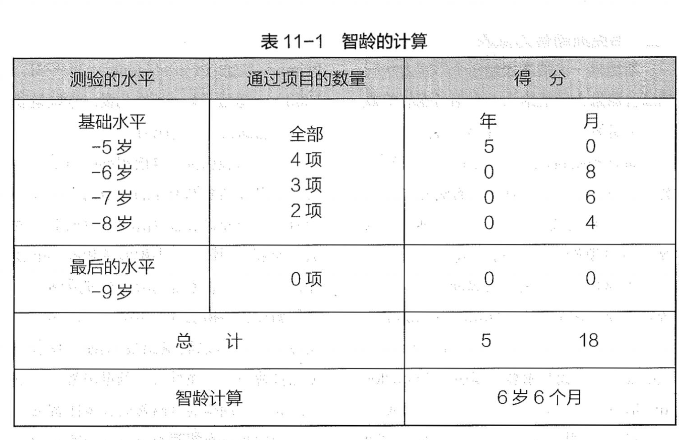 表 11-1 智龄的计算
测验的水平 通过项目的数量 得 分
基础水平 年 月
-5 岁 全部 5 0
-6 岁 4 项 0 8
-7 岁 3 项 0 6
-8 岁 2 项 0 4
最后的水平
-9 岁 0 项 0 0
总 计 5 18
智龄计算 6 岁 6 个月